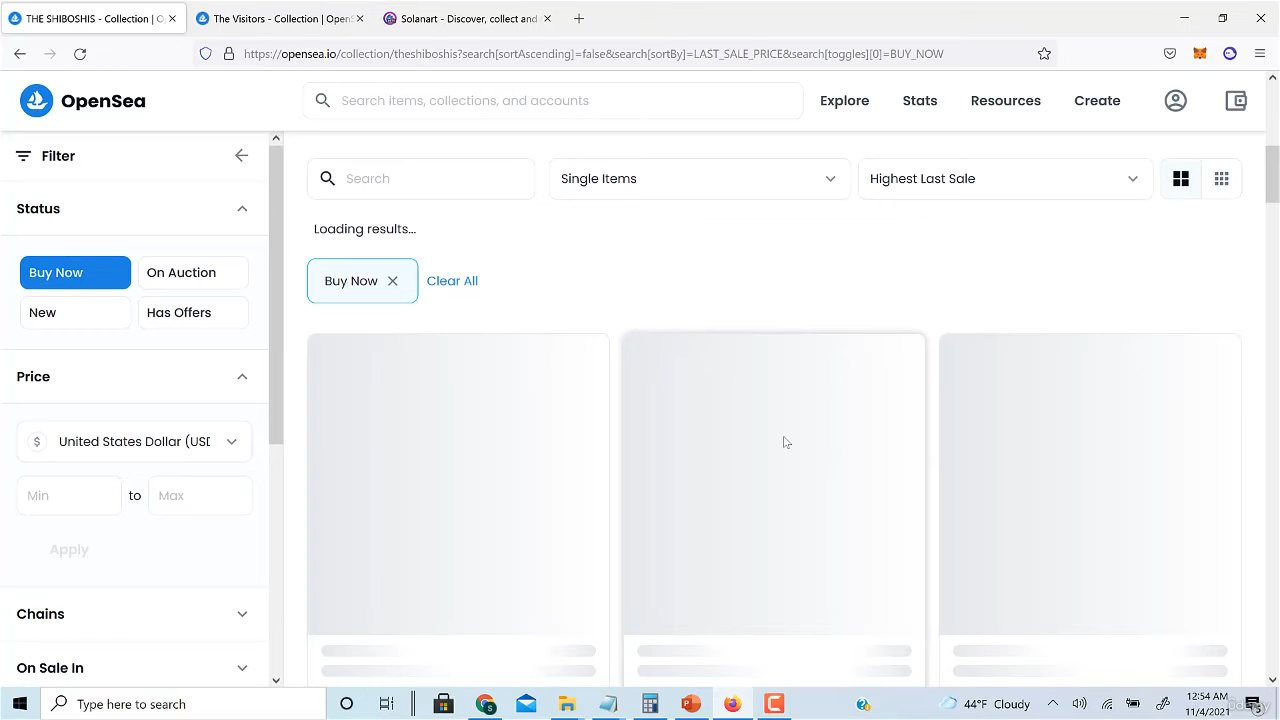 THE SHIBOSHIS - Collection | O
The Visitors - Collection | Open
Solanart - Discover, collect and
https://opensea.io/collection/theshiboshis?search[sortAscending]=false&search[sortBy]=LAST_SALE_PRICE&search[toggles][0]=BUY_NOW
OpenSea
Search items, collections, and accounts
Explore
Stats
Resources
Create
Filter
Search
Single Items
Highest Last Sale
Status
Loading results...
Buy Now
On Auction
Buy Now
Clear All
New
Has Offers
Price
$ United States Dollar (USD
Min
to
Max
Apply
Chains
On Sale In
Type here to search
44°F Cloudy
12:54 AM
11/4/2021
3